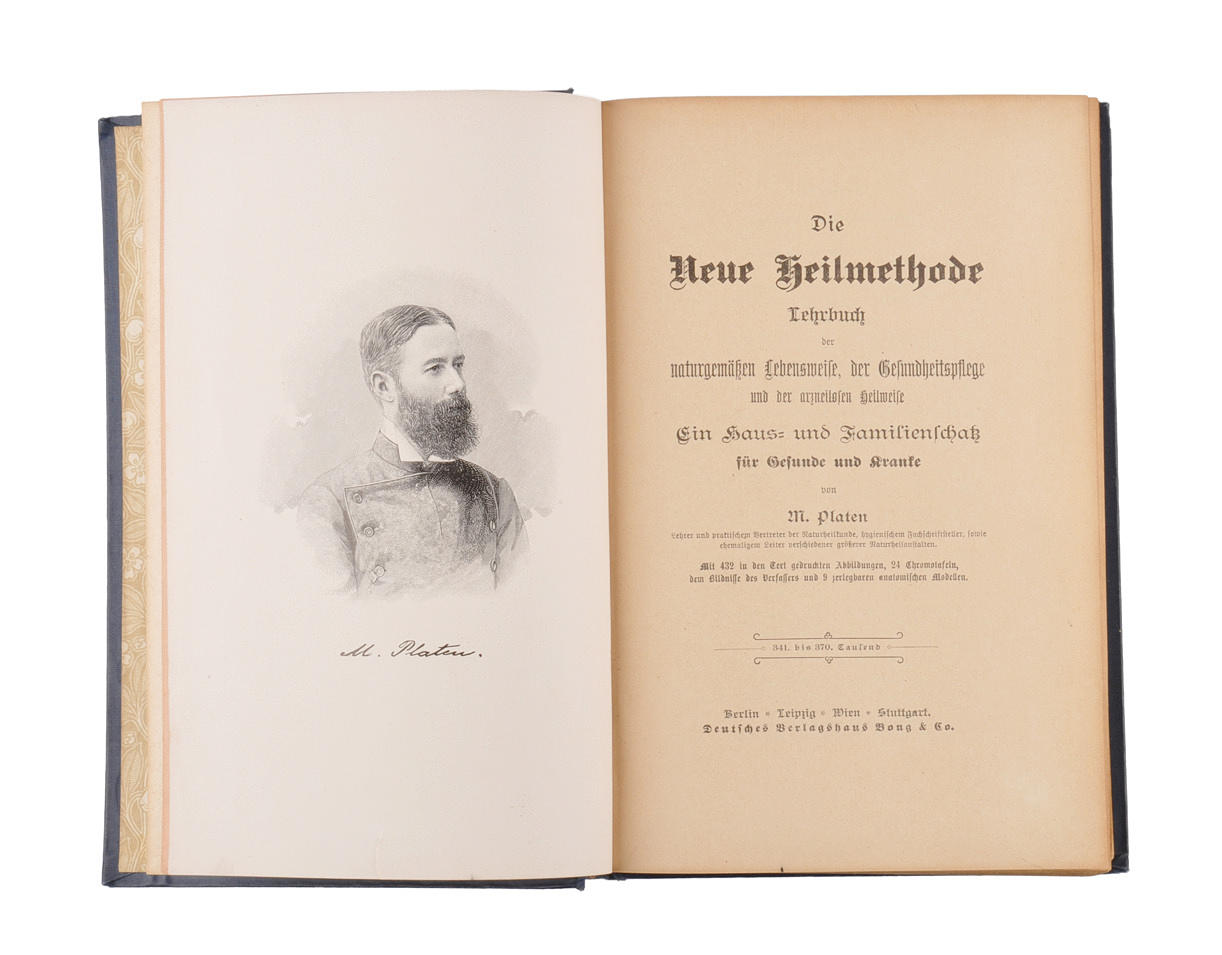 M. Platen.
Die
Neue Heilmethode
Lehrbuch
der
naturgemäßen Lebensweise, der Gesundheitspflege
und der arzneilosen Heilweise
Ein Haus= und Familienschatz
für Gesunde und Kranke
von
M. Platen
Lehrer und praktischem Vertreter der Naturheilkunde, hygienischem Fachschriftsteller, sowie
ehemaligem Leiter verschiedener größerer Naturheilanstalten.
Mit 432 in den Text gedruckten Abbildungen, 24 Chromotafeln,
dem Bildnisse des Verfassers und 9 zerlegbaren anatomischen Modellen.
341. bis 370. Tausend
Berlin * Leipzig * Wien * Stuttgart.
Deutsches Verlagshaus Bong & Co.